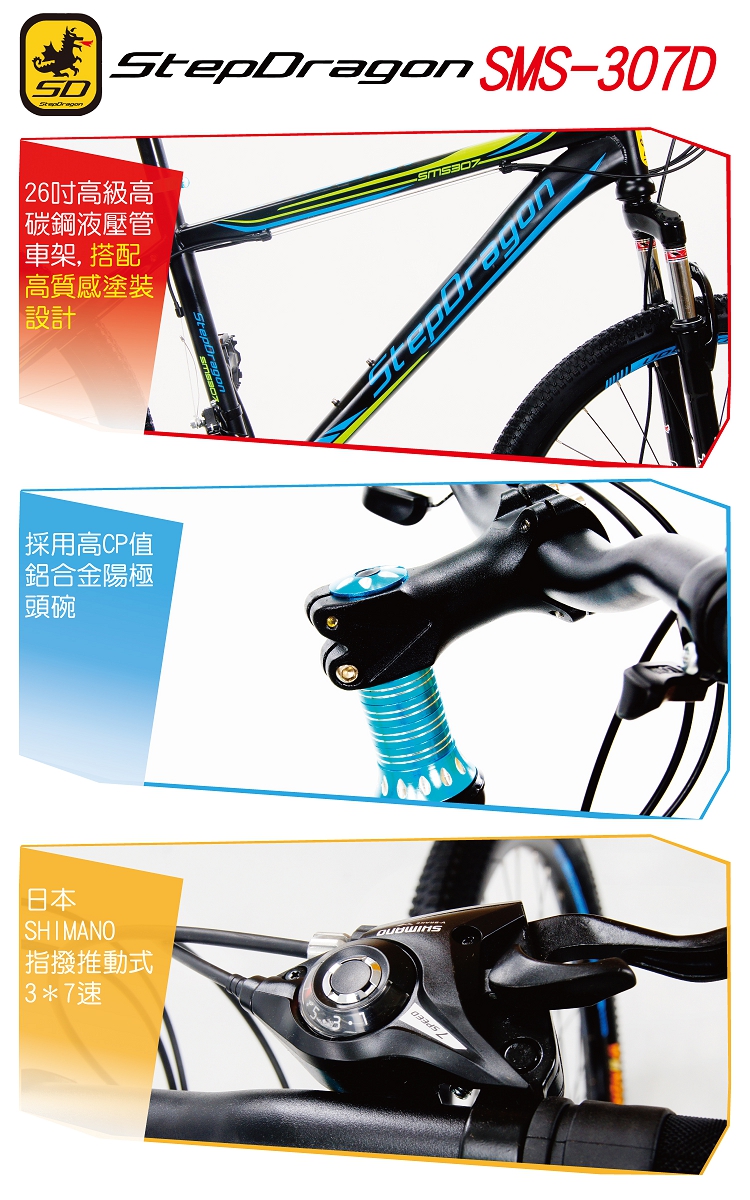 SD
StepDragon
StepDragon SMS-307D
26吋高級高
碳鋼液壓管
車架,搭配
高質感塗裝
設計
SMS307
StepDragon
StepDragon
SMS307
採用高CP值
鋁合金陽極
頭碗
日本
SHIMANO
指撥推動式
3*7速
SHIMANO
V-BRAKE
7 SPEED